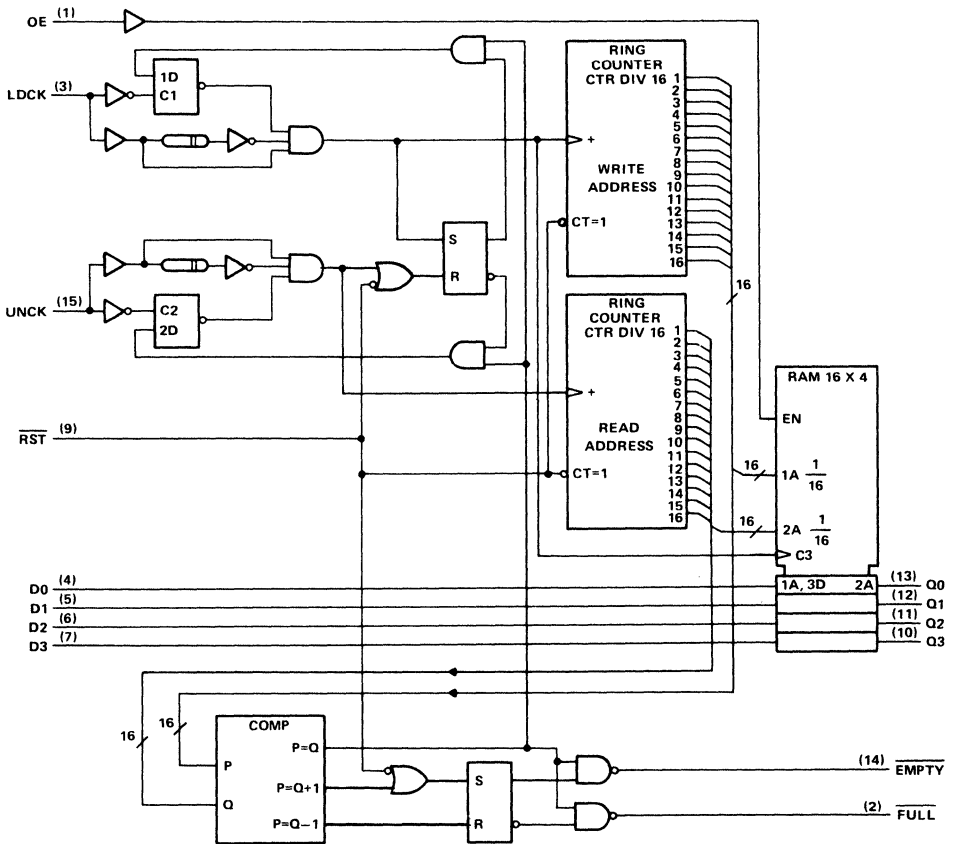 OE (1)
LDCK (3)
1D
C1
RING
COUNTER
CTR DIV 16
1
2
3
4
5
6
7
8
9
10
11
12
13
14
15
16
+
WRITE
ADDRESS
CT=1
S
R
UNCK (15)
C2
2D
16
RING
COUNTER
CTR DIV 16
1
2
3
4
5
6
7
8
9
10
11
12
13
14
15
16
+
READ
ADDRESS
CT=1
RST (9)
RAM 16 X 4
EN
16
1A 1/16
16
2A 1/16
C3
D0 (4)
1A, 3D 2A
(13) Q0
D1 (5)
(12) Q1
D2 (6)
(11) Q2
D3 (7)
(10) Q3
16
16
COMP
P
Q
P=Q
P=Q+1
P=Q−1
S
R
(14) EMPTY
(2) FULL